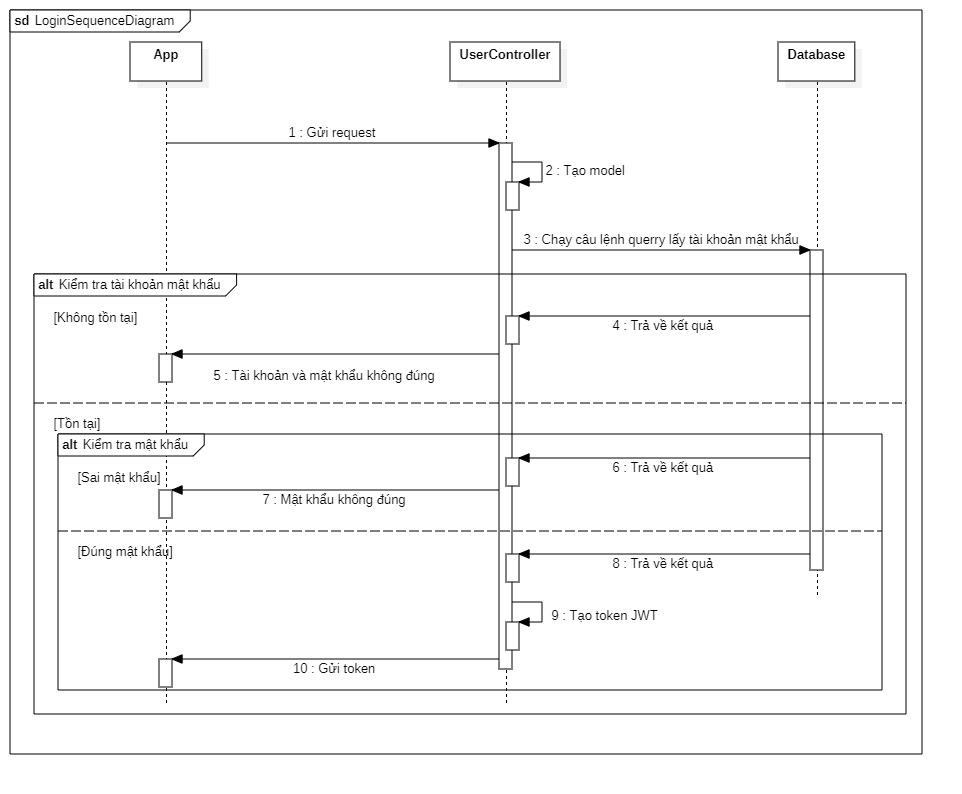 sd LoginSequenceDiagram
App
UserController
Database
1 : Gửi request
2 : Tạo model
3 : Chạy câu lệnh querry lấy tài khoản mật khẩu
alt Kiểm tra tài khoản mật khẩu
[Không tồn tại]
4 : Trả về kết quả
5 : Tài khoản và mật khẩu không đúng
[Tồn tại]
alt Kiểm tra mật khẩu
6 : Trả về kết quả
[Sai mật khẩu]
7 : Mật khẩu không đúng
[Đúng mật khẩu]
8 : Trả về kết quả
9 : Tạo token JWT
10 : Gửi token